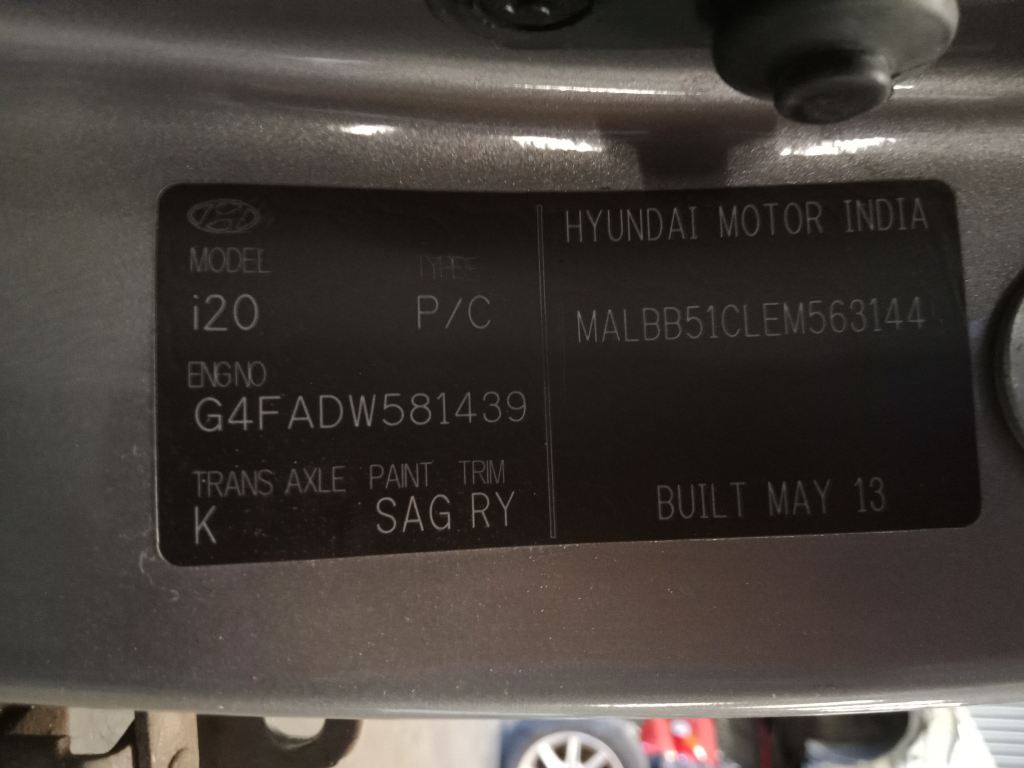 MODEL TYPE
i20 P/C
ENG NO
G4FADW581439
TRANS AXLE PAINT TRIM
K SAG RY
HYUNDAI MOTOR INDIA
MALBB51CLEM563144
BUILT MAY 13